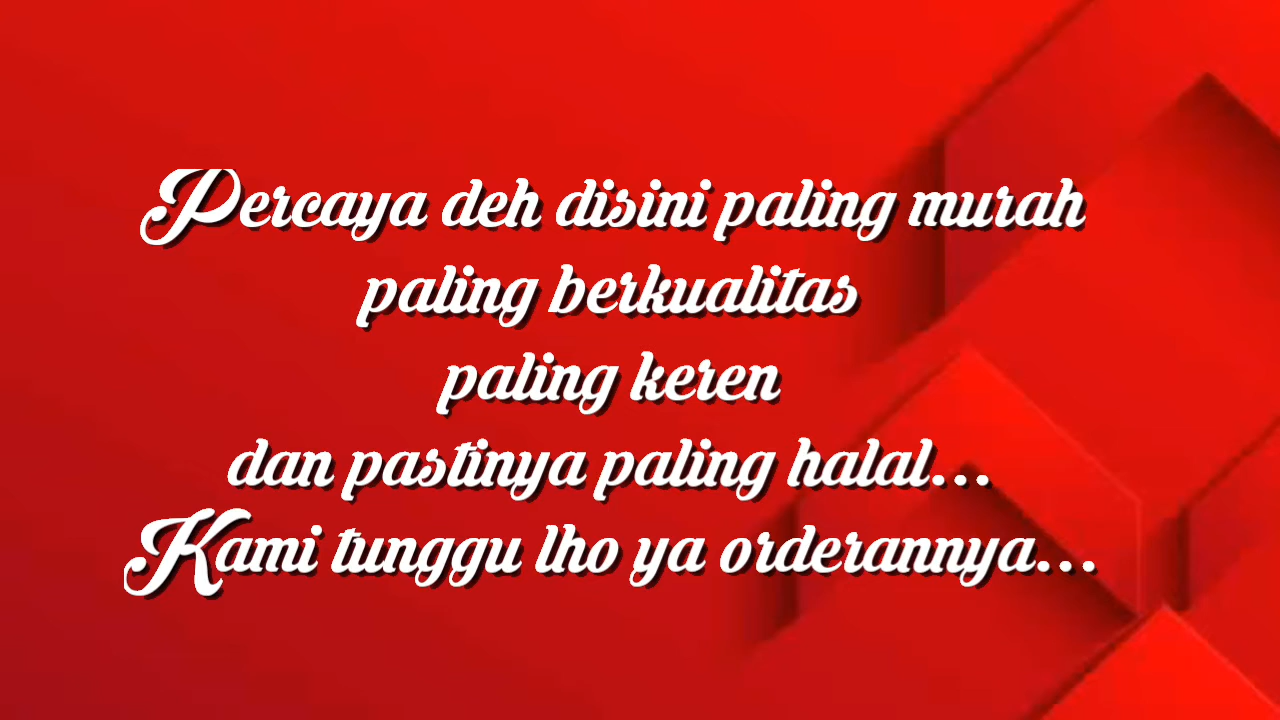 Percaya deh disini paling murah
paling berkualitas
paling keren
dan pastinya paling halal...
Kami tunggu lho ya orderannya...